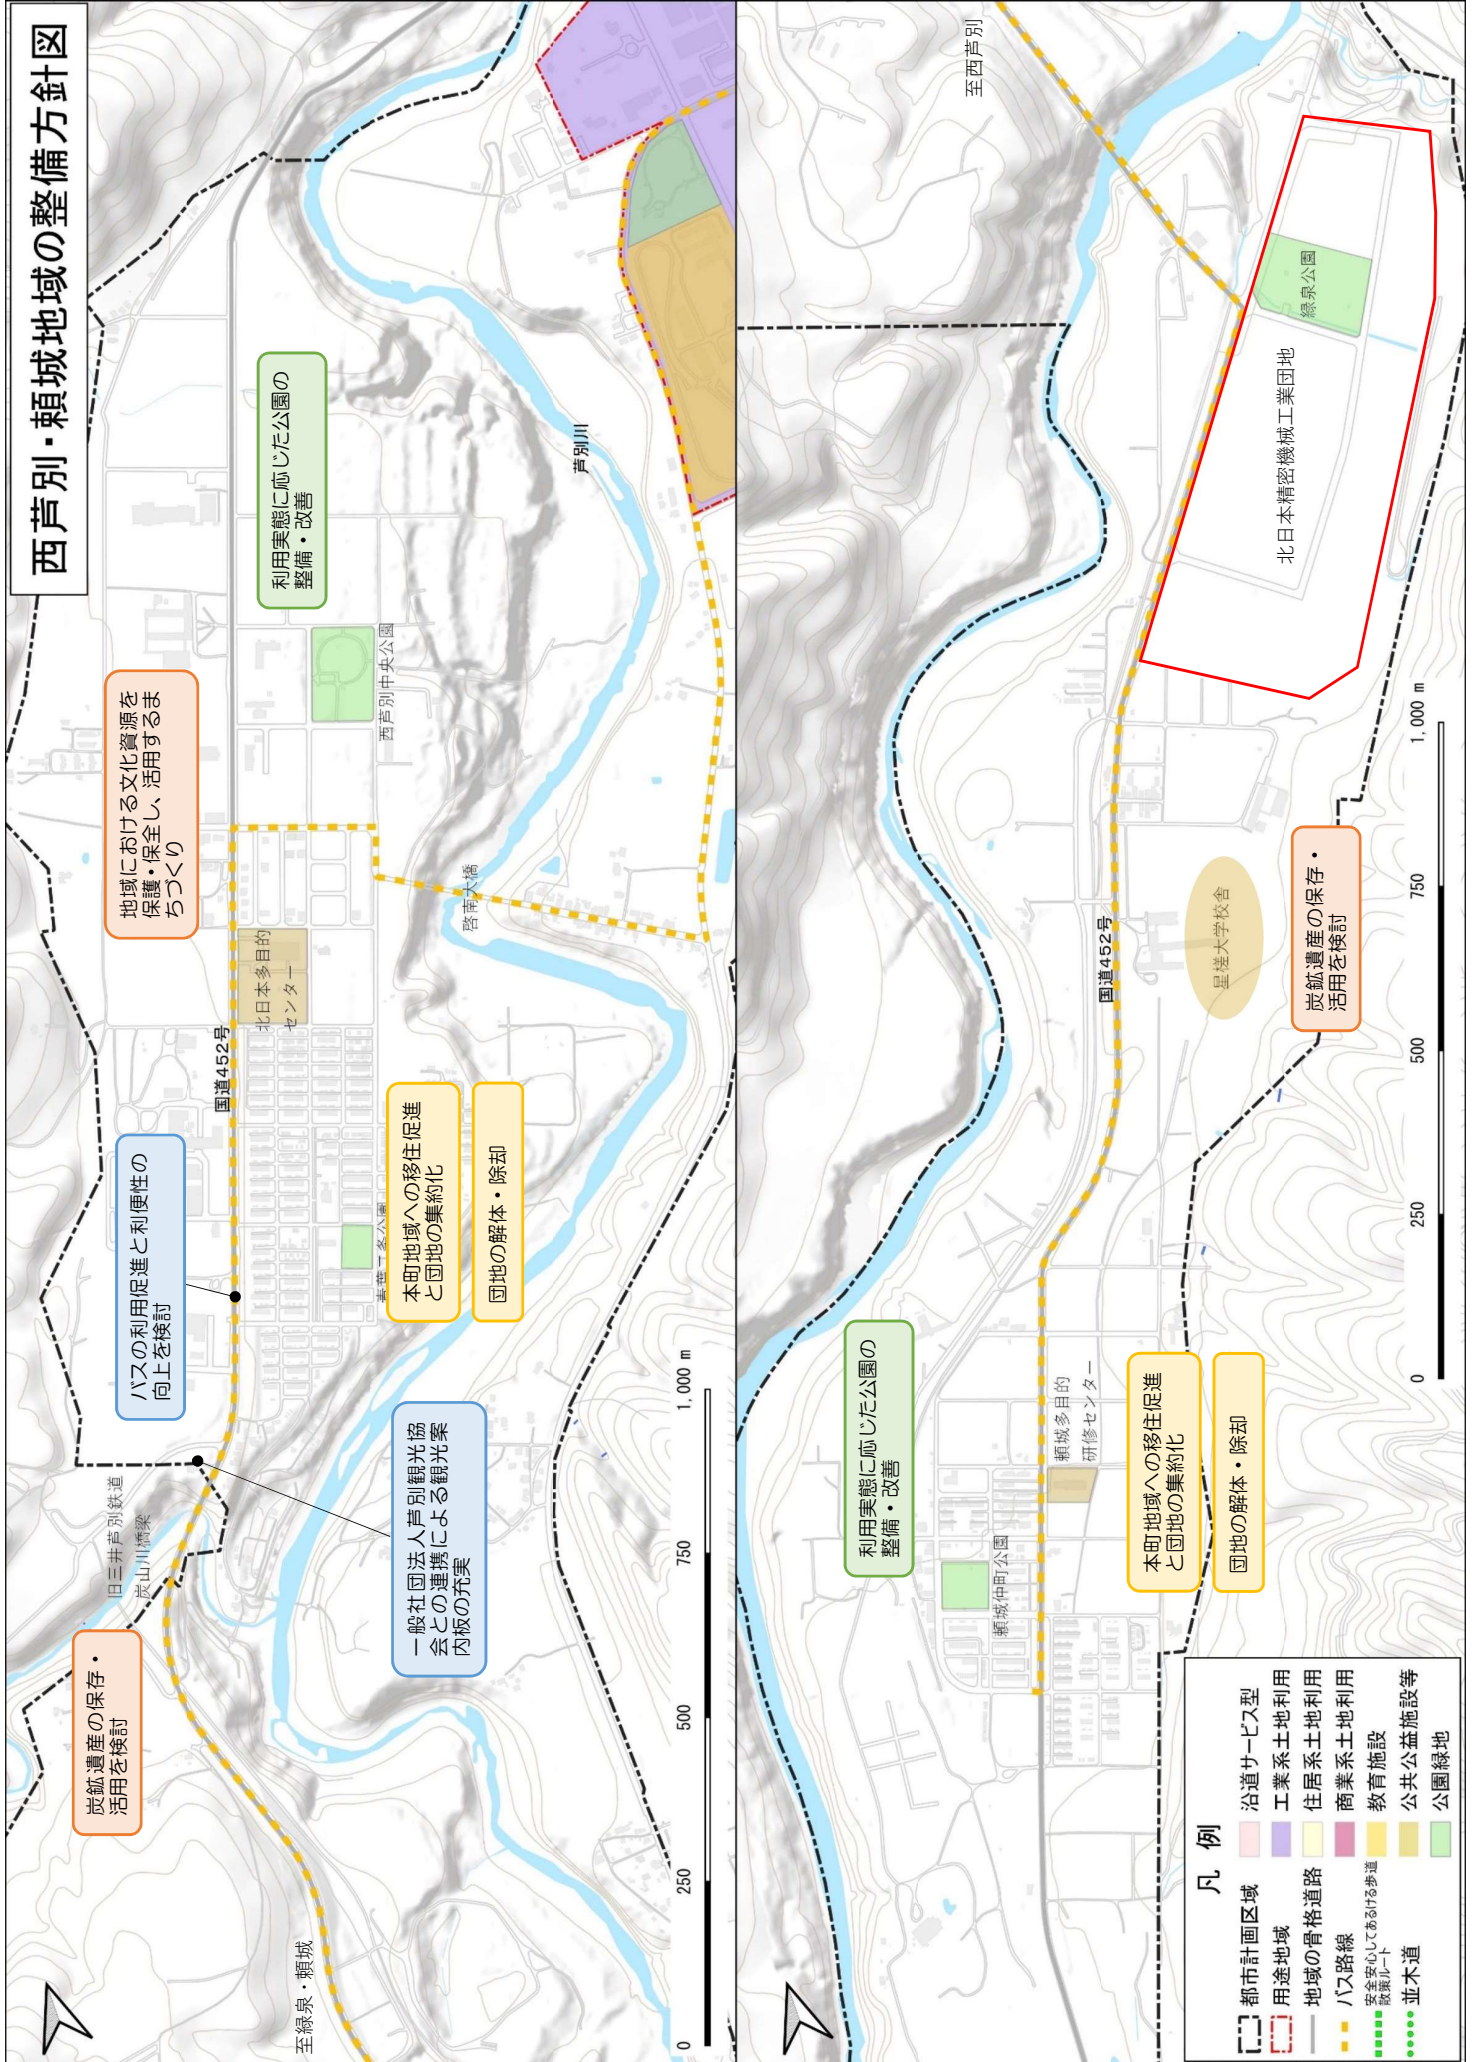 西芦別・頼城地域の整備方針図
炭鉱遺産の保存・
活用を検討
旧三井芦別鉄道
炭山川橋梁
バスの利用促進と利便性の
向上を検討
地域における文化資源を
保護・保全し、活用するま
ちづくり
国道452号
北日本多目的
センター
利用実態に応じた公園の
整備・改善
西芦別中央公園
本町地域への移住促進
と団地の集約化
団地の解体・除却
一般社団法人芦別観光協
会との連携による観光案
内板の充実
啓南大橋
芦別川
至緑泉・頼城
0
250
500
750
1,000 m
至西芦別
緑泉公園
北日本精密機械工業団地
国道452号
星槎大学校舎
炭鉱遺産の保存・
活用を検討
利用実態に応じた公園の
整備・改善
頼城仲町公園
頼城多目的
研修センター
本町地域への移住促進
と団地の集約化
団地の解体・除却
0
250
500
750
1,000 m
凡 例
都市計画区域
用途地域
地域の骨格道路
バス路線
安全安心してあるける歩道
散策ルート
並木道
沿道サービス型
工業系土地利用
住居系土地利用
商業系土地利用
教育施設
公共公益施設等
公園緑地